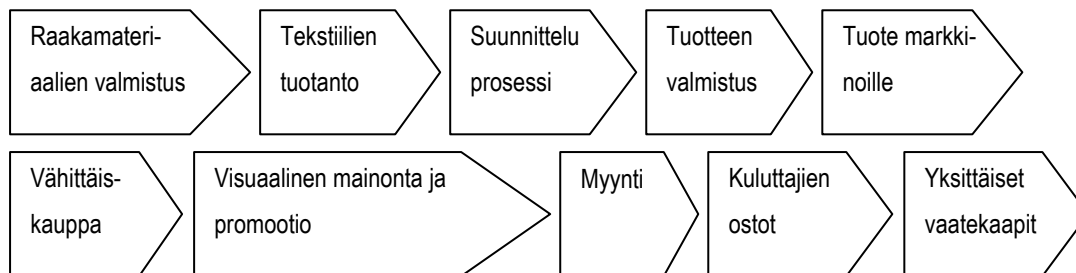 Raakamateri-
aalien valmistus
Tekstiilien
tuotanto
Suunnittelu
prosessi
Tuotteen
valmistus
Tuote markki-
noille
Vähittäis-
kauppa
Visuaalinen mainonta ja
promootio
Myynti
Kuluttajien
ostot
Yksittäiset
vaatekaapit